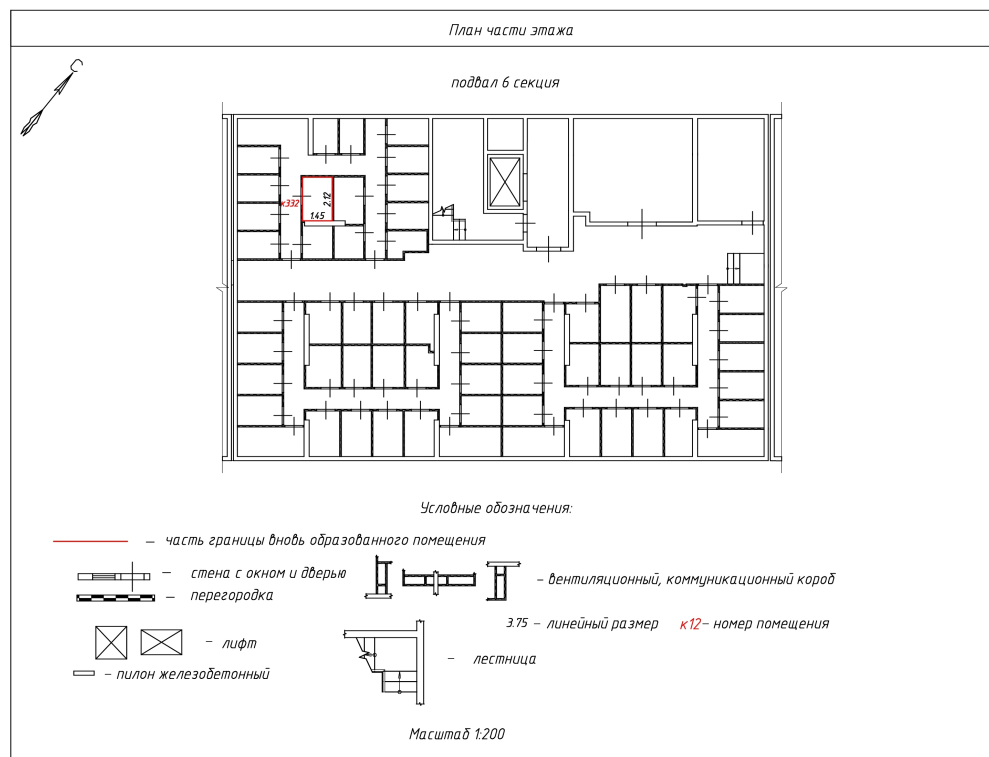 План части этажа
С
подвал 6 секция
к332
2.12
1.45
Условные обозначения:
— часть границы вновь образованного помещения
— стена с окном и дверью
— перегородка
— вентиляционный, коммуникационный короб
3.75 — линейный размер к12— номер помещения
— лифт
— лестница
— пилон железобетонный
Масштаб 1:200